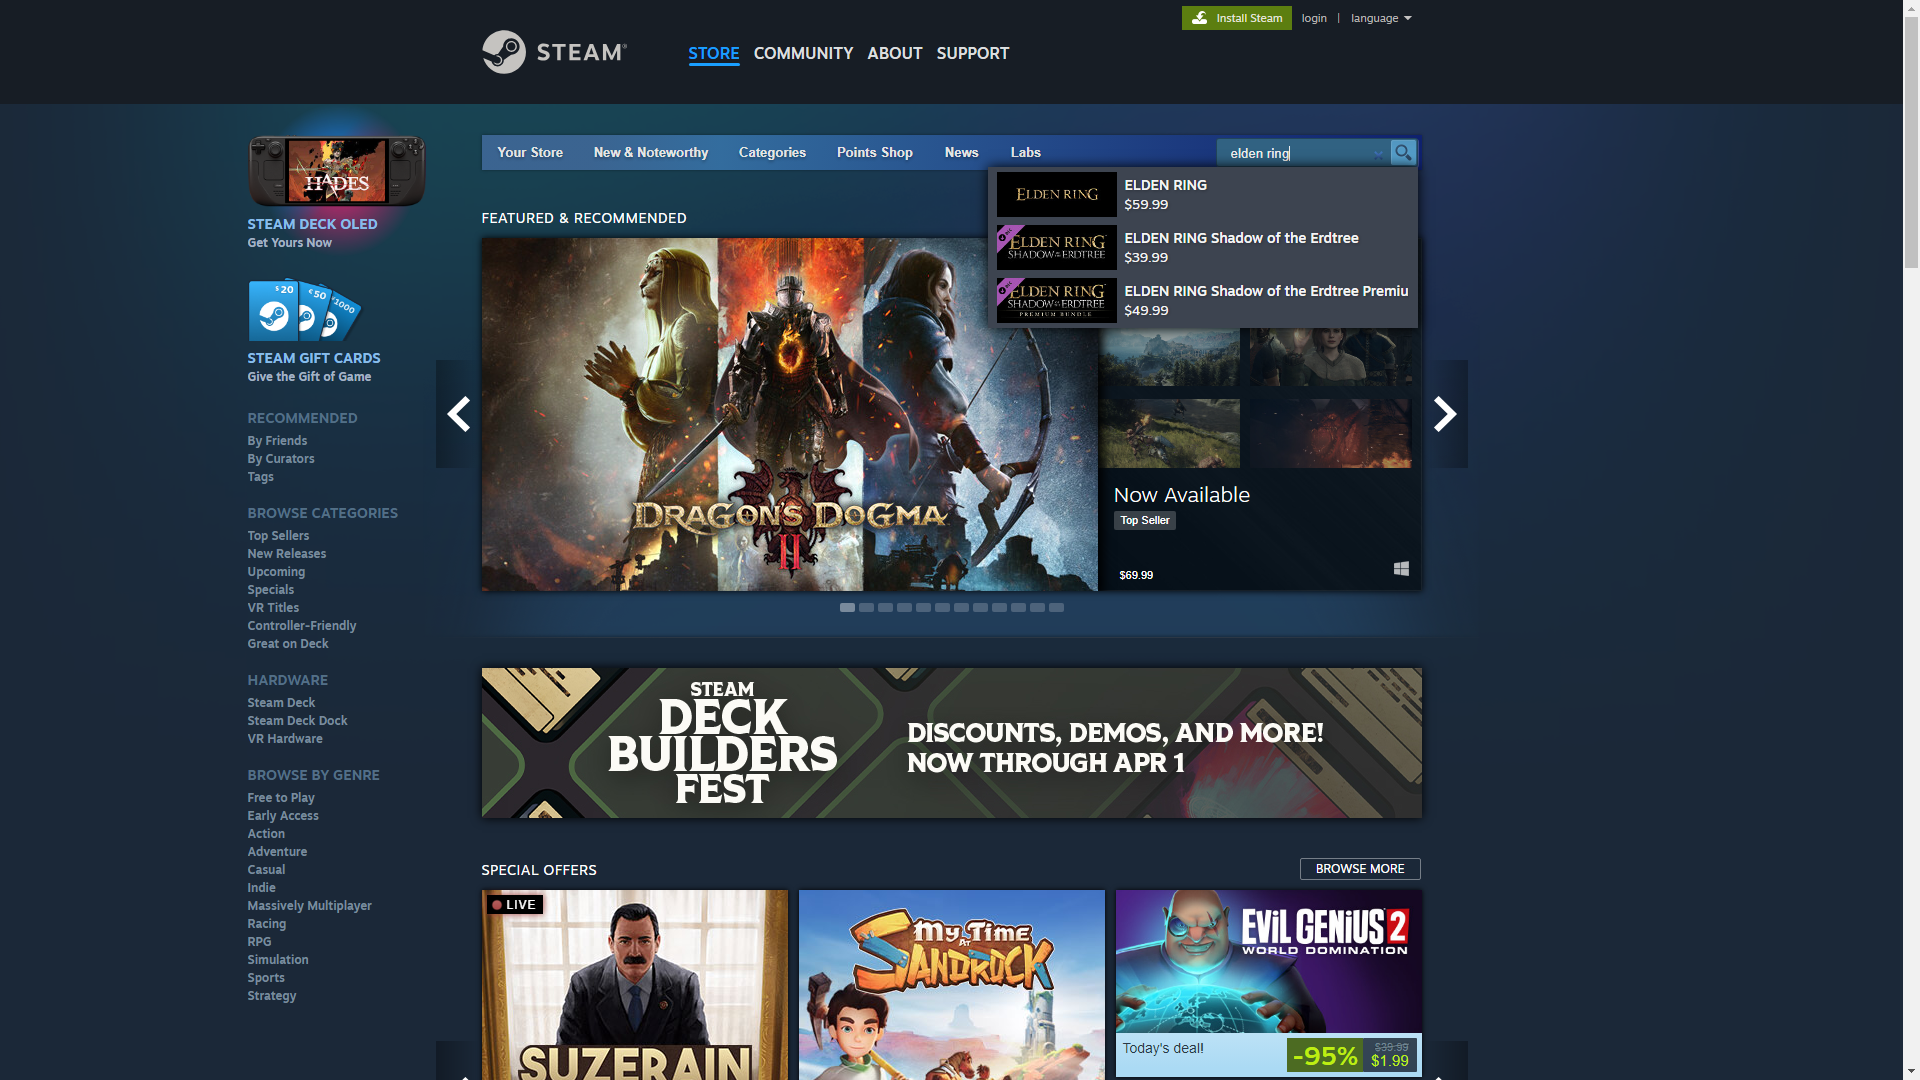 Install Steam
login
|
language
STEAM®
STORE
COMMUNITY
ABOUT
SUPPORT
HADES
STEAM DECK OLED
Get Yours Now
$20
€50
$1000
STEAM GIFT CARDS
Give the Gift of Game
RECOMMENDED
By Friends
By Curators
Tags
BROWSE CATEGORIES
Top Sellers
New Releases
Upcoming
Specials
VR Titles
Controller-Friendly
Great on Deck
HARDWARE
Steam Deck
Steam Deck Dock
VR Hardware
BROWSE BY GENRE
Free to Play
Early Access
Action
Adventure
Casual
Indie
Massively Multiplayer
Racing
RPG
Simulation
Sports
Strategy
Your Store
New & Noteworthy
Categories
Points Shop
News
Labs
elden ring
ELDEN RING
ELDEN RING
$59.99
ELDEN RING
SHADOW OF THE ERDTREE
ELDEN RING Shadow of the Erdtree
$39.99
ELDEN RING
SHADOW OF THE ERDTREE
PREMIUM BUNDLE
ELDEN RING Shadow of the Erdtree Premiu
$49.99
FEATURED & RECOMMENDED
DRAGON'S DOGMA
II
Now Available
Top Seller
$69.99
STEAM
DECK
BUILDERS
FEST
DISCOUNTS, DEMOS, AND MORE!
NOW THROUGH APR 1
SPECIAL OFFERS
BROWSE MORE
LIVE
SUZERAIN
MY TIME
AT
SANDROCK
EVIL GENIUS 2
WORLD DOMINATION
Today's deal!
-95%
$39.99
$1.99